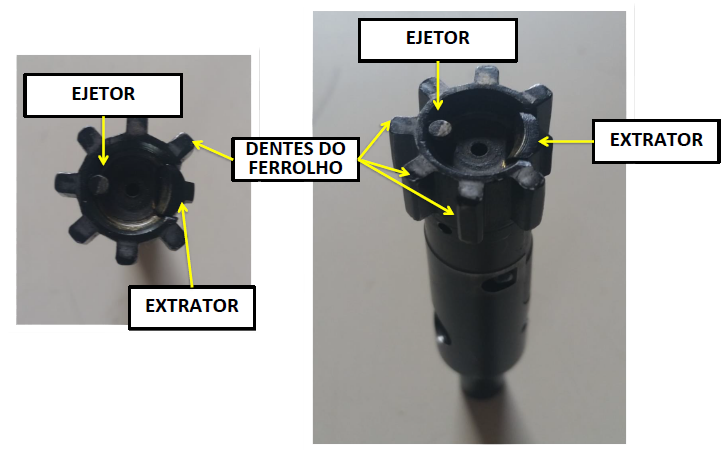 EJETOR
EJETOR
DENTES DO
FERROLHO
EXTRATOR
EXTRATOR